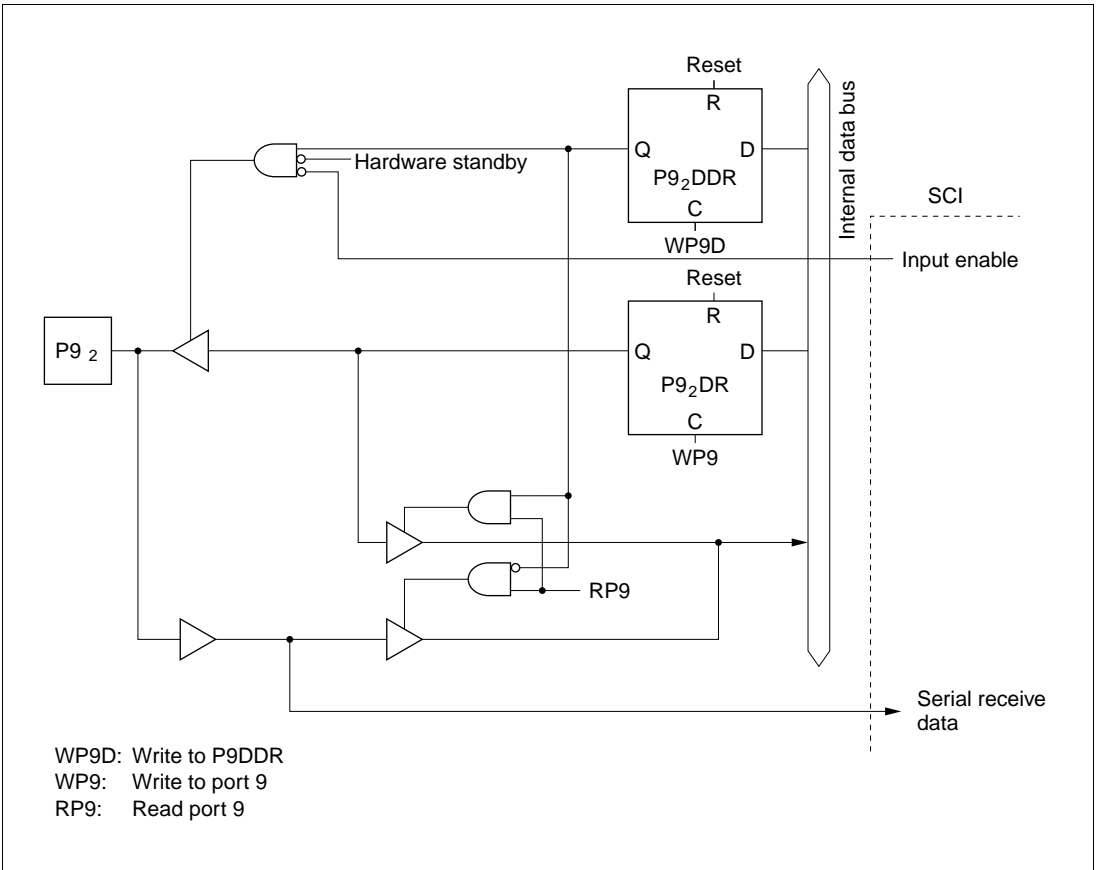 Reset
R
Q
D
P9₂DDR
C
WP9D
Hardware standby
Internal data bus
SCI
Input enable
Reset
R
Q
D
P9₂DR
C
WP9
P9 ₂
RP9
Serial receive
data
WP9D: Write to P9DDR
WP9: Write to port 9
RP9: Read port 9